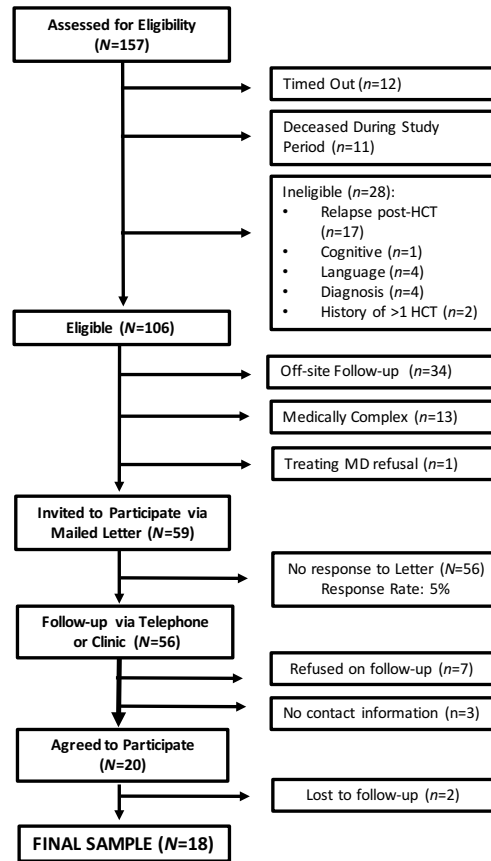 Assessed for Eligibility
(N=157)
Timed Out (n=12)
Deceased During Study
Period (n=11)
Ineligible (n=28):
• Relapse post-HCT
(n=17)
• Cognitive (n=1)
• Language (n=4)
• Diagnosis (n=4)
• History of >1 HCT (n=2)
Eligible (N=106)
Off-site Follow-up (n=34)
Medically Complex (n=13)
Treating MD refusal (n=1)
Invited to Participate via
Mailed Letter (N=59)
No response to Letter (N=56)
Response Rate: 5%
Follow-up via Telephone
or Clinic (N=56)
Refused on follow-up (n=7)
No contact information (n=3)
Agreed to Participate
(N=20)
Lost to follow-up (n=2)
FINAL SAMPLE (N=18)